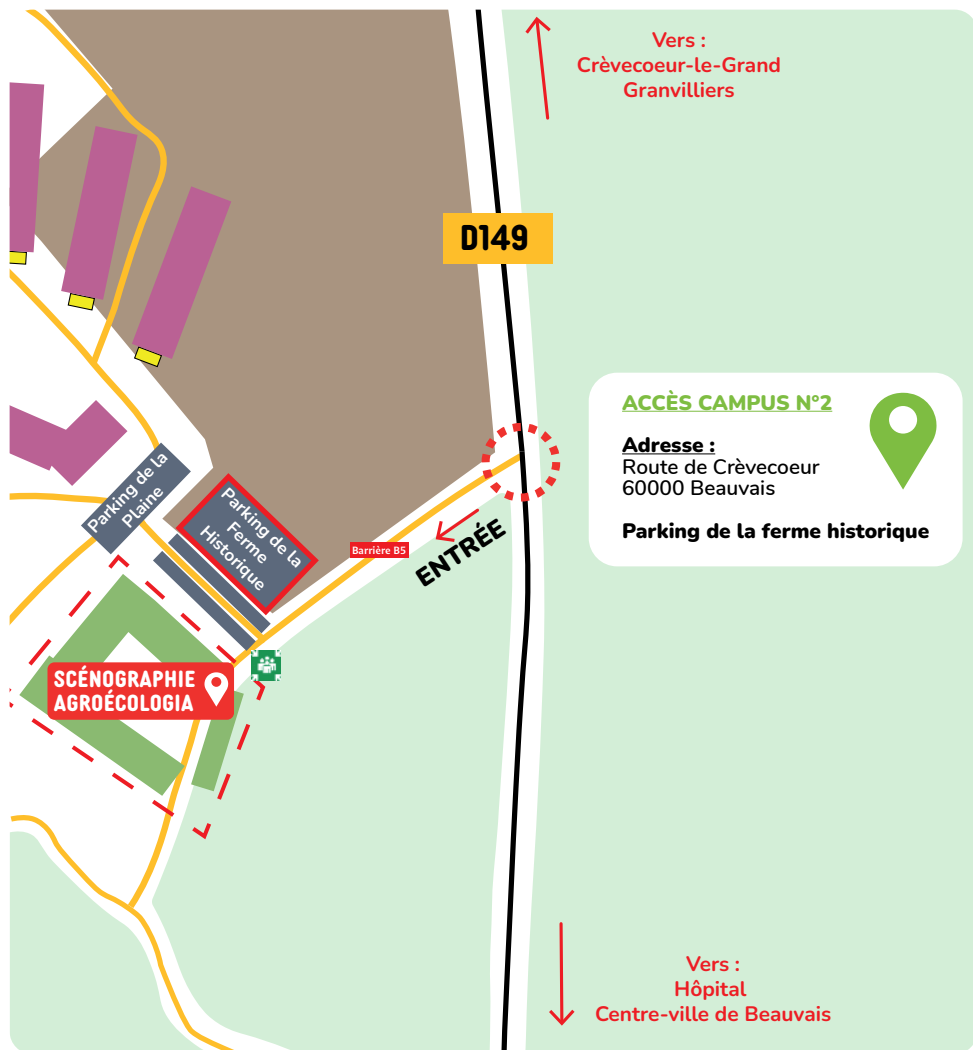 Vers :
Crèvecoeur-le-Grand
Granvilliers
D149
ACCÈS CAMPUS N°2
Adresse :
Route de Crèvecoeur
60000 Beauvais
Parking de la ferme historique
Parking de la
Plaine
Parking de la
Ferme
Historique
Barrière B5
ENTRÉE
SCÉNOGRAPHIE
AGROÉCOLOGIA
Vers :
Hôpital
Centre-ville de Beauvais